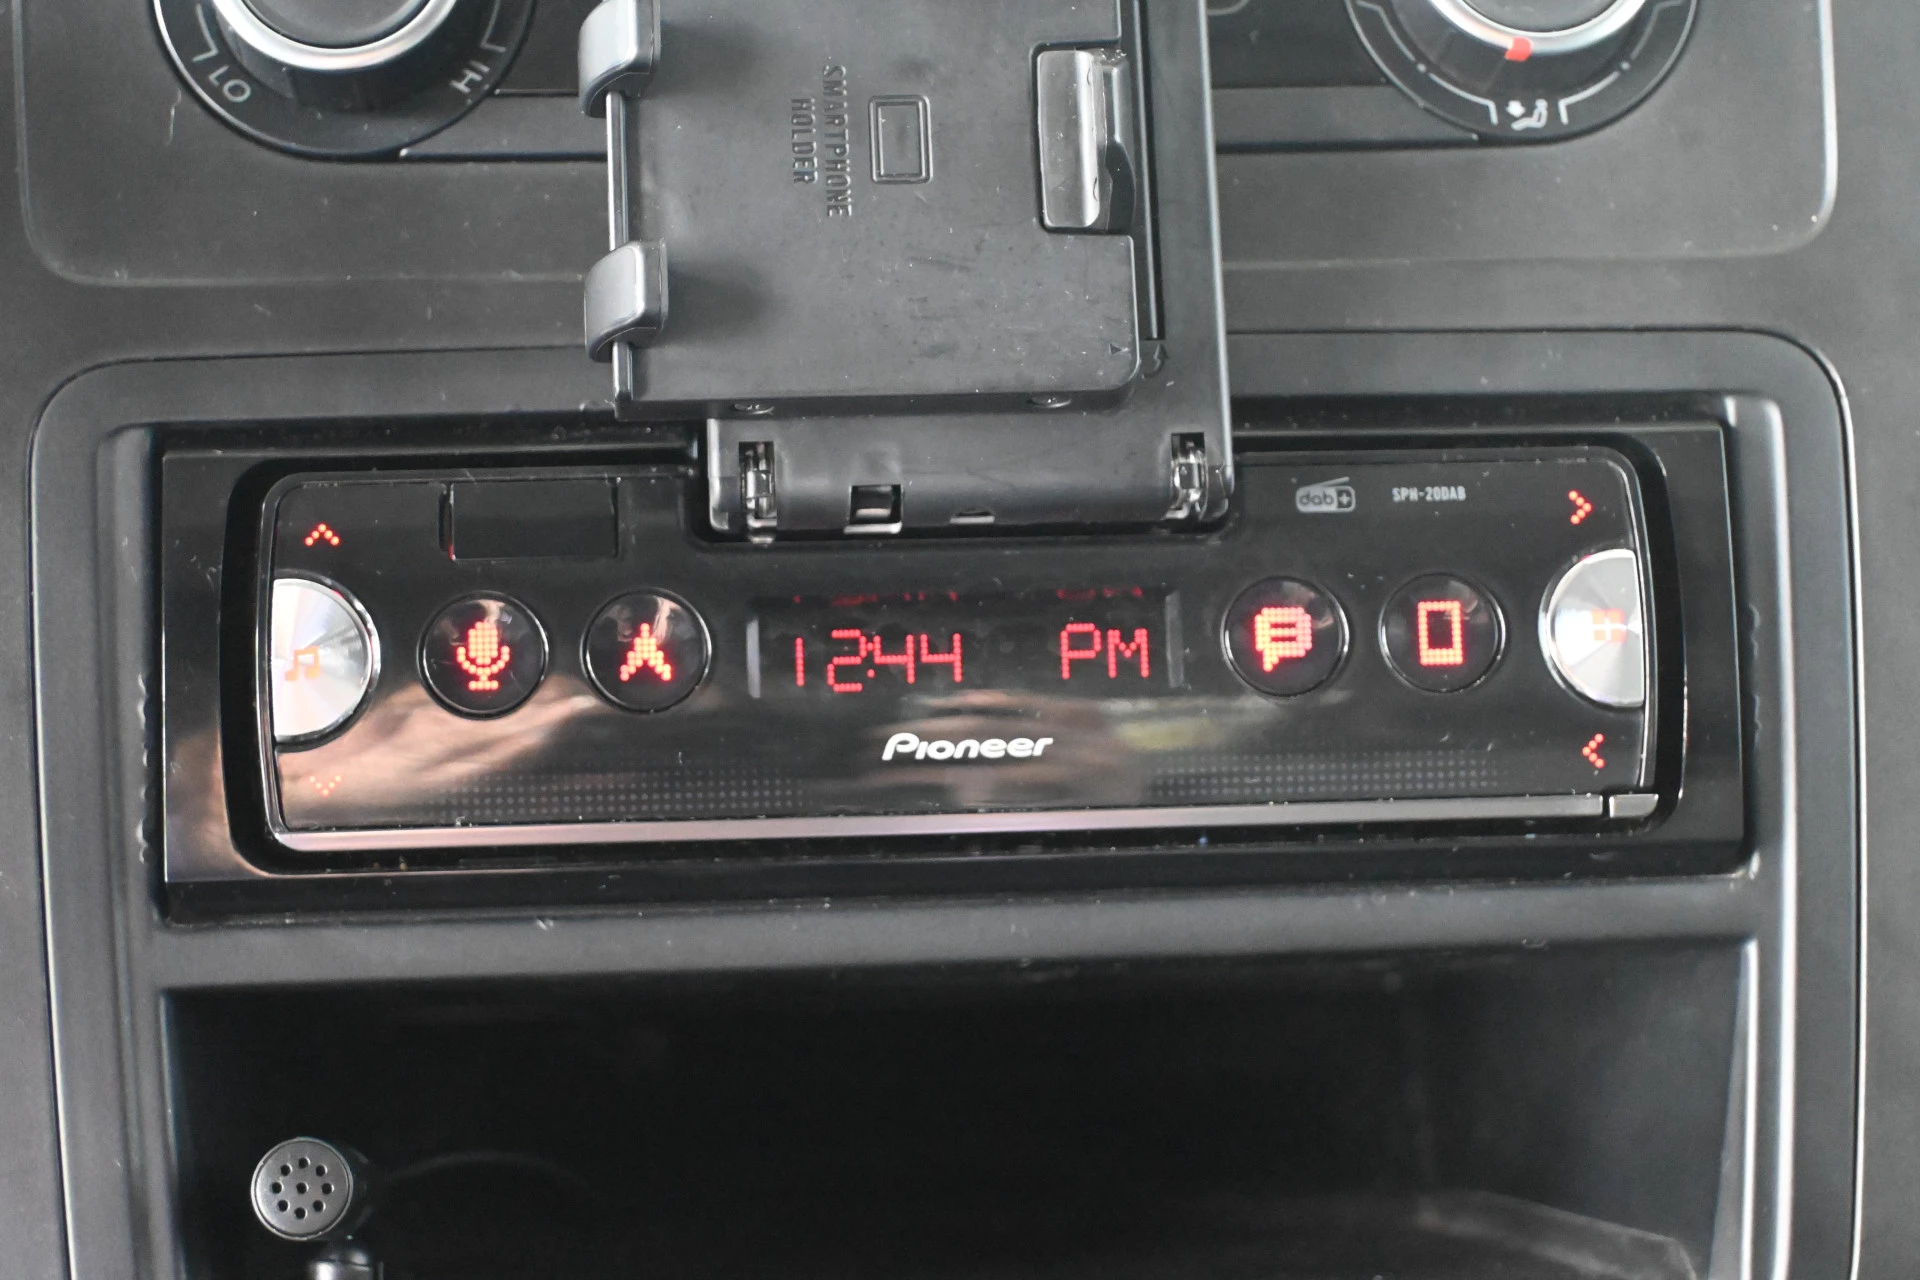 LO
HI
SMARTPHONE
HOLDER
dab+
SPH-20DAB
12:44 PM
Pioneer